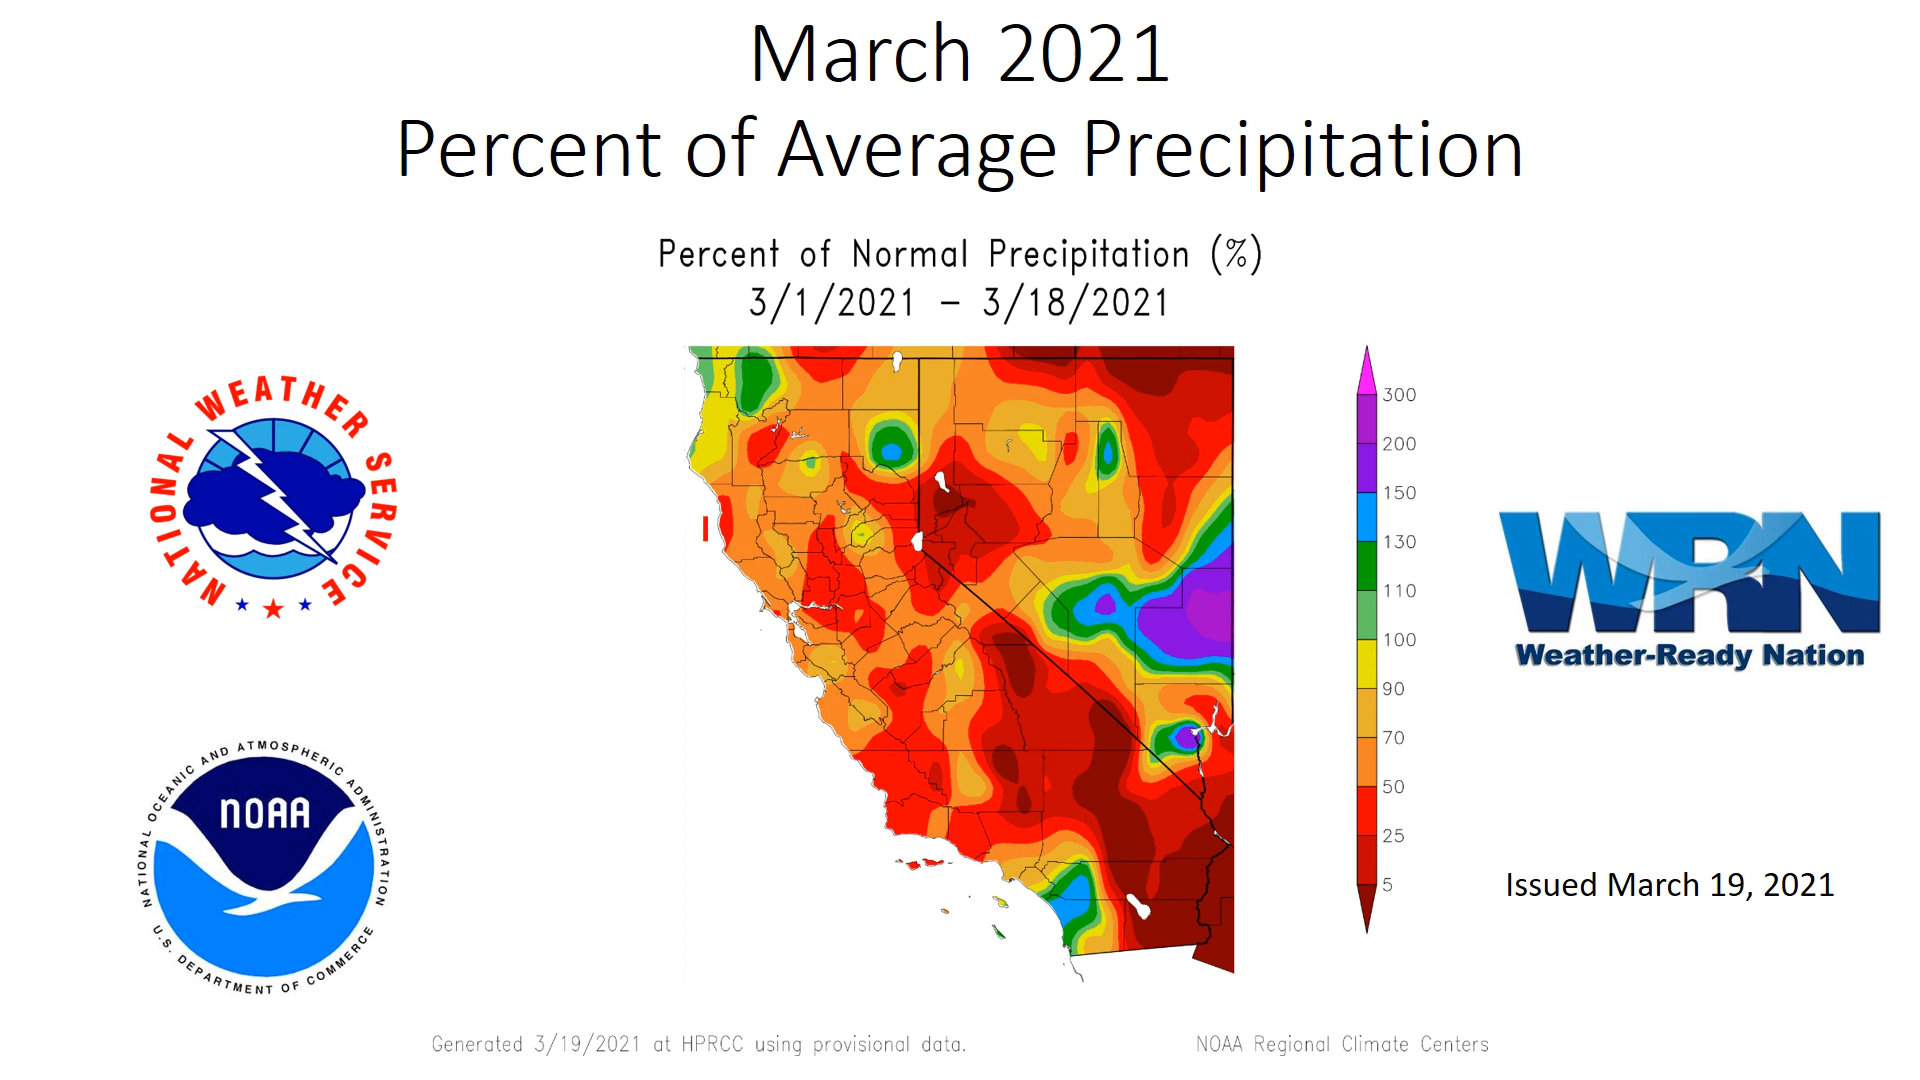 March 2021
Percent of Average Precipitation
Percent of Normal Precipitation (%)
3/1/2021 – 3/18/2021
NATIONAL WEATHER SERVICE
300
200
150
130
110
100
90
70
50
25
5
WRN
Weather-Ready Nation
NATIONAL OCEANIC AND ATMOSPHERIC ADMINISTRATION
NOAA
U.S. DEPARTMENT OF COMMERCE
Issued March 19, 2021
Generated 3/19/2021 at HPRCC using provisional data.
NOAA Regional Climate Centers